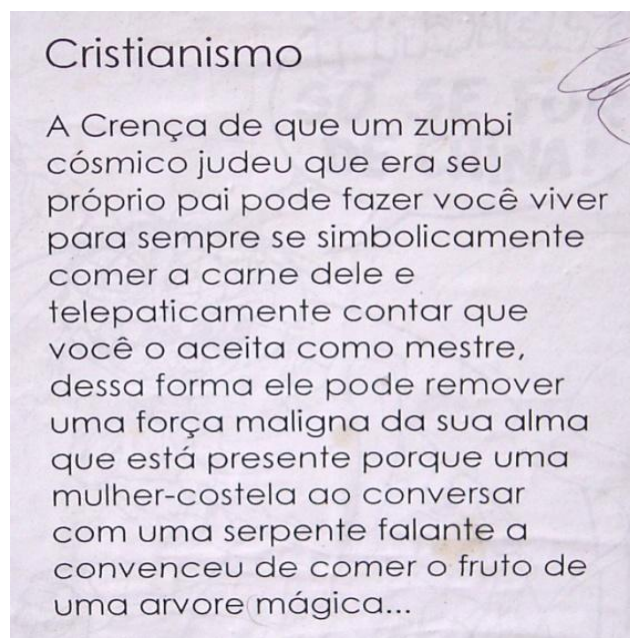 Cristianismo
A Crença de que um zumbi
cósmico judeu que era seu
próprio pai pode fazer você viver
para sempre se simbolicamente
comer a carne dele e
telepaticamente contar que
você o aceita como mestre,
dessa forma ele pode remover
uma força maligna da sua alma
que está presente porque uma
mulher-costela ao conversar
com uma serpente falante a
convenceu de comer o fruto de
uma arvore mágica...